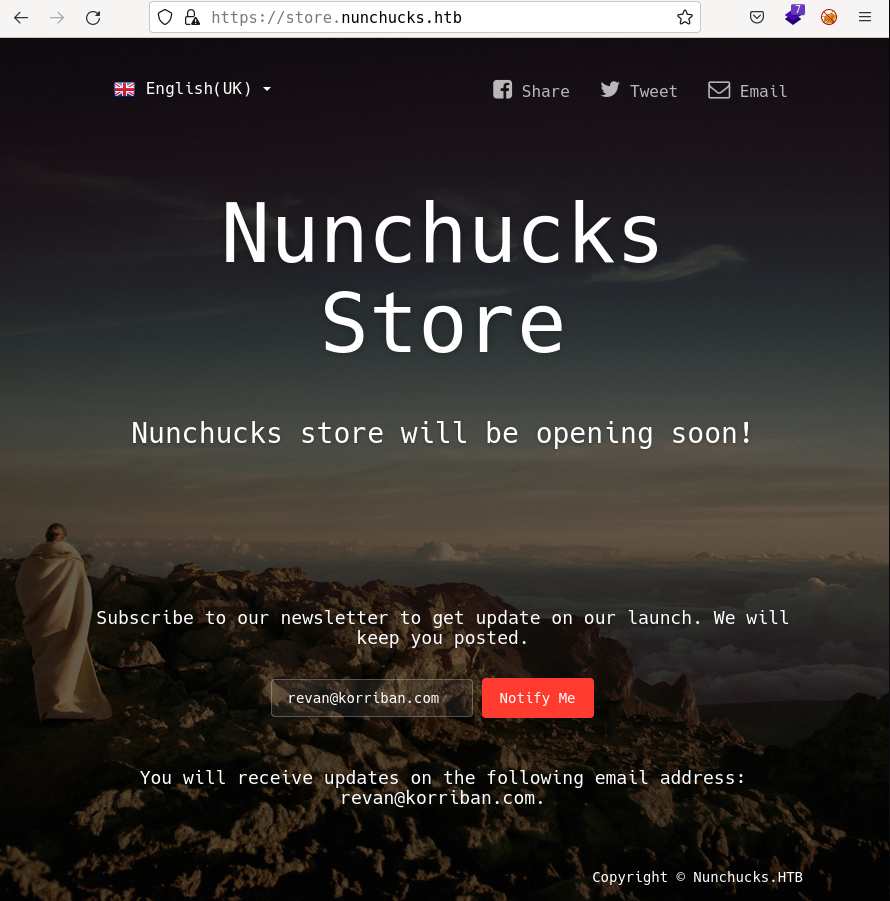 https://store.nunchucks.htb
7
English(UK)
Share
Tweet
Email
Nunchucks
Store
Nunchucks store will be opening soon!
Subscribe to our newsletter to get update on our launch. We will
keep you posted.
revan@korriban.com
Notify Me
You will receive updates on the following email address:
revan@korriban.com.
Copyright © Nunchucks.HTB